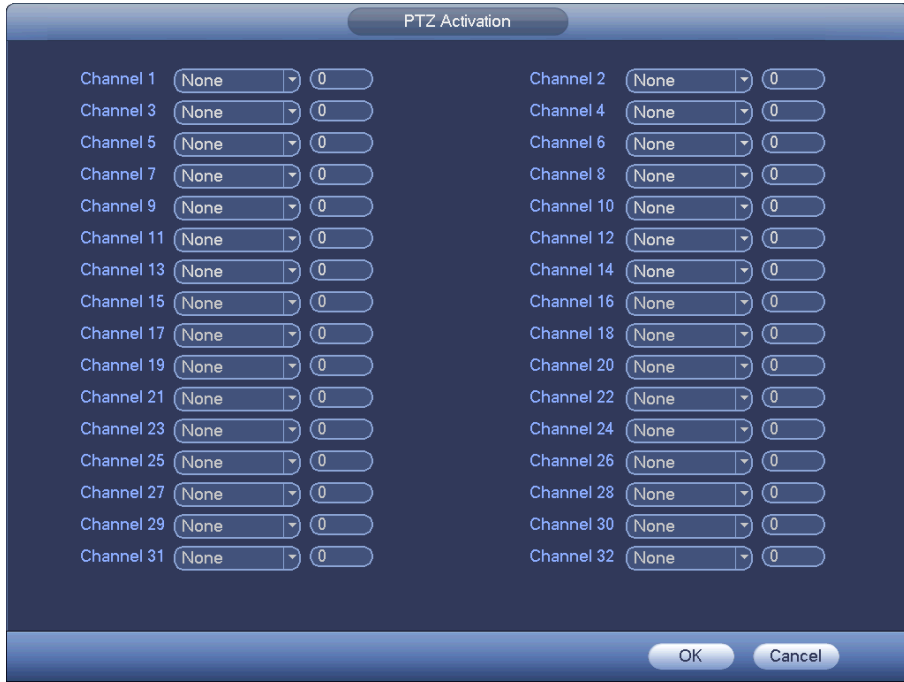 PTZ Activation
Channel 1 None 0 Channel 2 None 0
Channel 3 None 0 Channel 4 None 0
Channel 5 None 0 Channel 6 None 0
Channel 7 None 0 Channel 8 None 0
Channel 9 None 0 Channel 10 None 0
Channel 11 None 0 Channel 12 None 0
Channel 13 None 0 Channel 14 None 0
Channel 15 None 0 Channel 16 None 0
Channel 17 None 0 Channel 18 None 0
Channel 19 None 0 Channel 20 None 0
Channel 21 None 0 Channel 22 None 0
Channel 23 None 0 Channel 24 None 0
Channel 25 None 0 Channel 26 None 0
Channel 27 None 0 Channel 28 None 0
Channel 29 None 0 Channel 30 None 0
Channel 31 None 0 Channel 32 None 0
OK Cancel